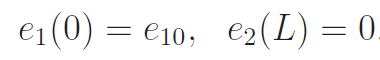 e₁(0) = e₁₀, e₂(L) = 0.